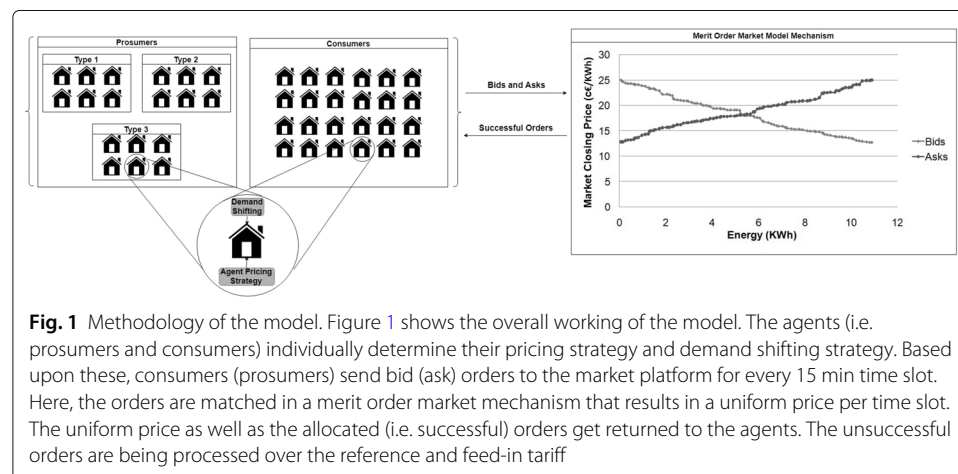 Prosumers
Type 1
Type 2
Type 3
Consumers
Demand
Shifting
Agent Pricing
Strategy
Bids and Asks
Successful Orders
Merit Order Market Model Mechanism
Market Closing Price (c€/KWh)
30
25
20
15
10
5
0
0 2 4 6 8 10 12
Energy (KWh)
Bids
Asks
Fig. 1 Methodology of the model. Figure 1 shows the overall working of the model. The agents (i.e.
prosumers and consumers) individually determine their pricing strategy and demand shifting strategy. Based
upon these, consumers (prosumers) send bid (ask) orders to the market platform for every 15 min time slot.
Here, the orders are matched in a merit order market mechanism that results in a uniform price per time slot.
The uniform price as well as the allocated (i.e. successful) orders get returned to the agents. The unsuccessful
orders are being processed over the reference and feed-in tariff